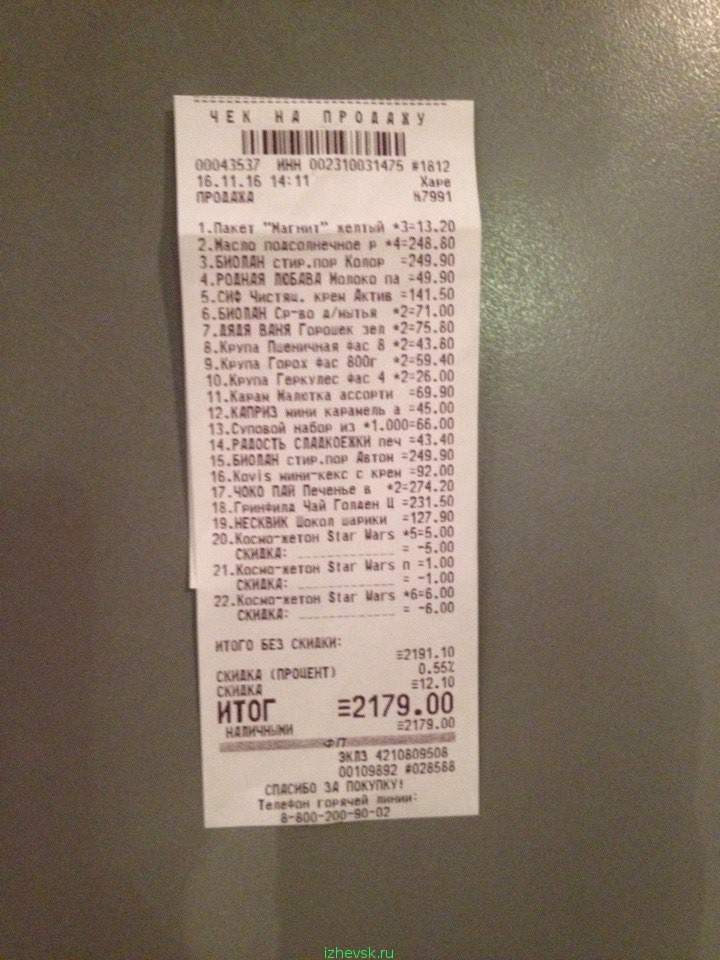 ЧЕК НА ПРОДАЖУ
00043537 ИНН 002310031475 #1812
16.11.16 14:11 Харе
ПРОДАЖА №7991
1.Пакет "Магнит" желтый *3=13.20
2.Масло подсолнечное р *4=248.80
3.БИОЛАН стир.пор Колор =249.90
4.РОДНАЯ ЛЮБАВА Молоко па =49.90
5.СИФ Чистящ. крем Актив =141.50
6.БИОЛАН Ср-во д/мытья *2=71.00
7.ДЯДЯ ВАНЯ Горошек зел *2=75.80
8.Крупа Пшеничная фас 8 *2=43.80
9.Крупа Горох фас 800г *2=59.40
10.Крупа Геркулес фас 4 *2=26.00
11.Карам Малютка ассорти =69.90
12.КАПРИЗ мини карамель а =45.00
13.Суповой набор из *1.000=66.00
14.РАДОСТЬ СЛАДКОЕЖКИ печ =43.40
15.БИОЛАН стир.пор Автом =249.90
16.Kovis мини-кекс с крем =92.00
17.ЧОКО ПАЙ Печенье в *2=274.20
18.Гринфилд Чай Голден Ц =231.50
19.НЕСКВИК Шокол шарики =127.90
20.Космо-жетон Star Wars *5=5.00
СКИДКА: = -5.00
21.Космо-жетон Star Wars п =1.00
СКИДКА: = -1.00
22.Космо-жетон Star Wars *6=6.00
СКИДКА: = -6.00
ИТОГО БЕЗ СКИДКИ:
=2191.10
СКИДКА (ПРОЦЕНТ) 0.55%
СКИДКА =12.10
ИТОГ =2179.00
НАЛИЧНЫМИ =2179.00
ФП
ЭКЛЗ 4210809508
00109892 #028588
СПАСИБО ЗА ПОКУПКУ!
Телефон горячей линии:
8-800-200-90-02
izhevsk.ru